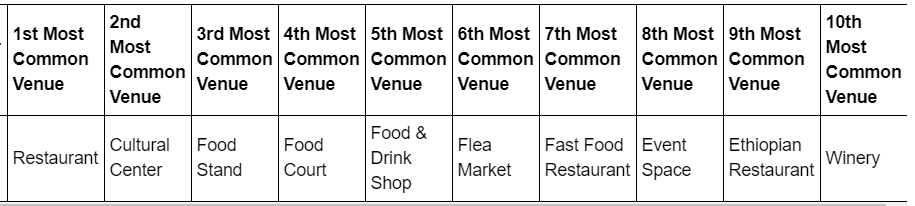 1st Most Common Venue
2nd Most Common Venue
3rd Most Common Venue
4th Most Common Venue
5th Most Common Venue
6th Most Common Venue
7th Most Common Venue
8th Most Common Venue
9th Most Common Venue
10th Most Common Venue
Restaurant
Cultural Center
Food Stand
Food Court
Food & Drink Shop
Flea Market
Fast Food Restaurant
Event Space
Ethiopian Restaurant
Winery